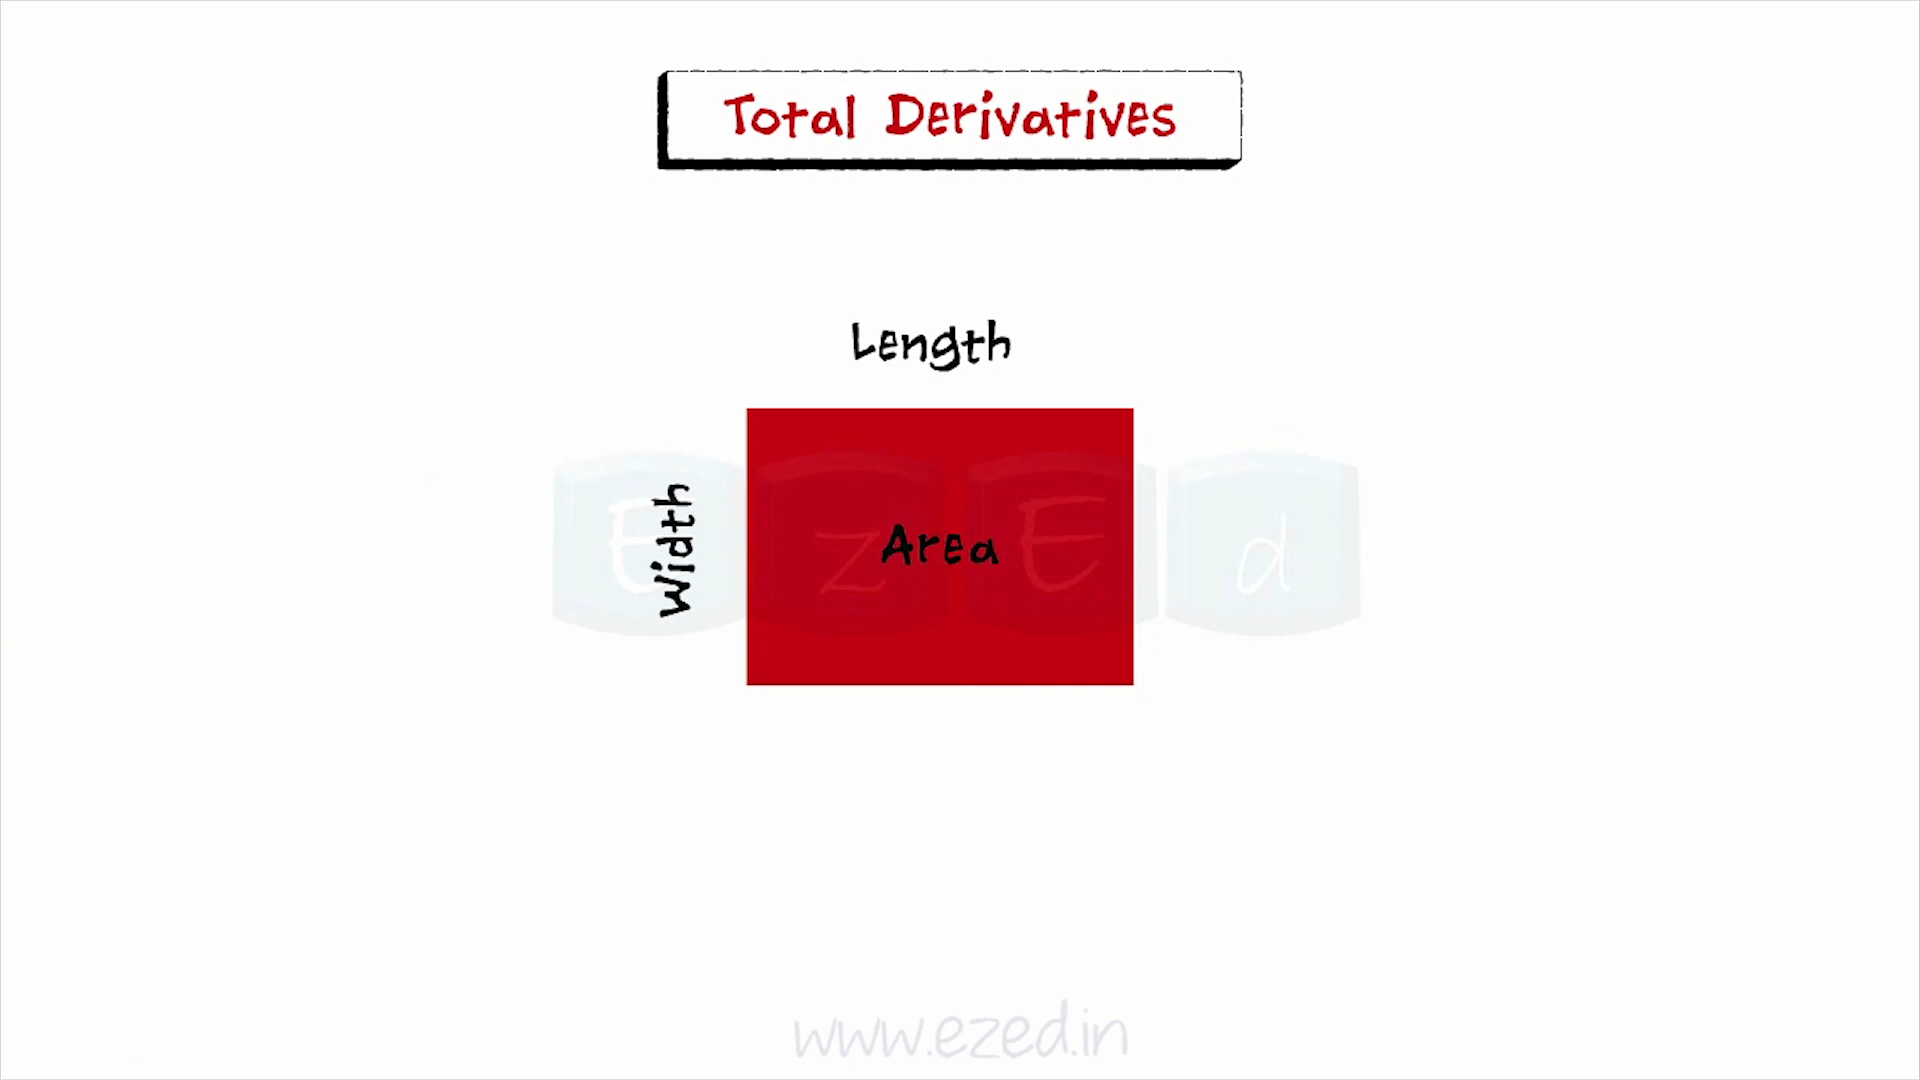 Total Derivatives
Length
Width
Area
E z E d
www.ezed.in